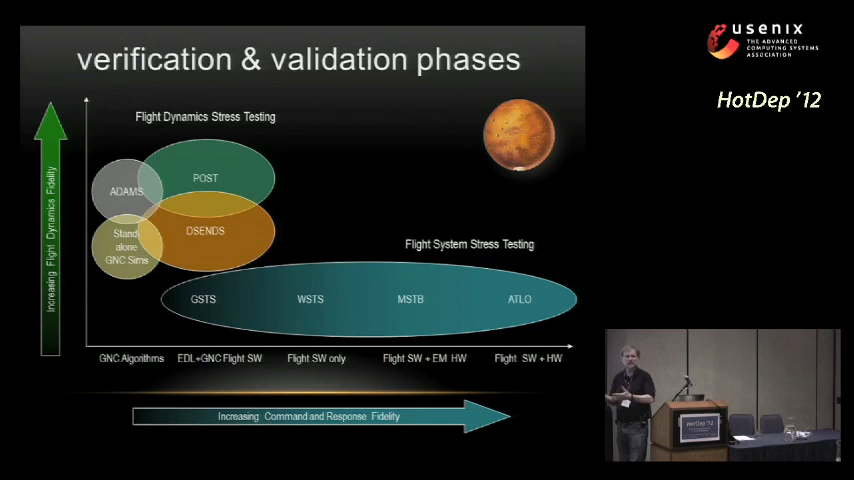 verification & validation phases
usenix
THE ADVANCED
COMPUTING SYSTEMS
ASSOCIATION
HotDep '12
Flight Dynamics Stress Testing
Increasing Flight Dynamics Fidelity
ADAMS
POST
Stand
alone
GNC Sims
DSENDS
Flight System Stress Testing
GSTS
WSTS
MSTB
ATLO
GNC Algorithms
EDL+GNC Flight SW
Flight SW only
Flight SW + EM HW
Flight SW + HW
Increasing Command and Response Fidelity
HotDep '12